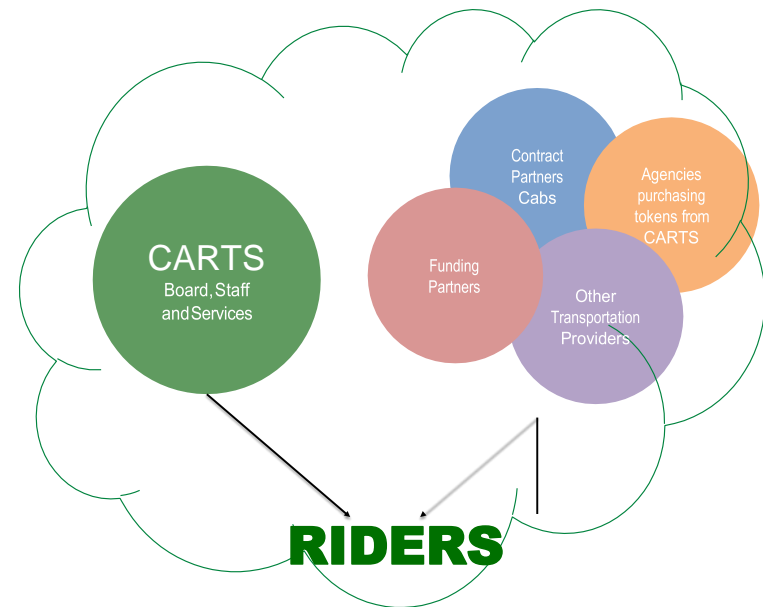 CARTS
Board, Staff
and Services
Contract
Partners
Cabs
Agencies
purchasing
tokens from
CARTS
Funding
Partners
Other
Transportation
Providers
RIDERS